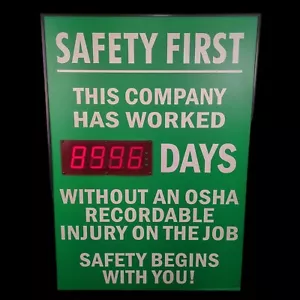 SAFETY FIRST
THIS COMPANY
HAS WORKED
8996 DAYS
WITHOUT AN OSHA
RECORDABLE
INJURY ON THE JOB
SAFETY BEGINS
WITH YOU!